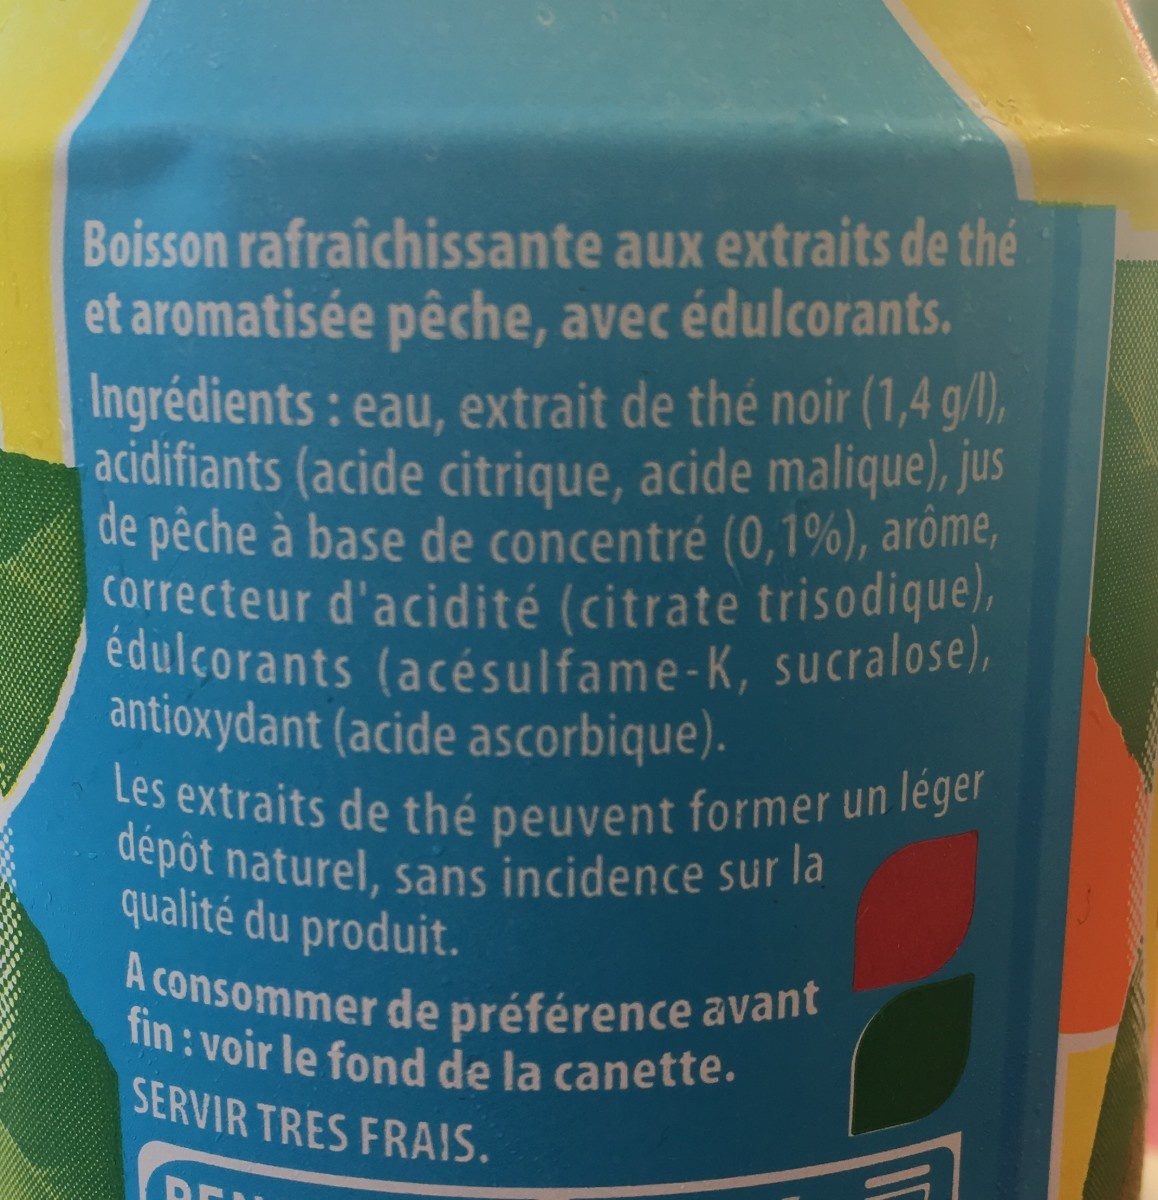 Boisson rafraîchissante aux extraits de thé
et aromatisée pêche, avec édulcorants.
Ingrédients : eau, extrait de thé noir (1,4 g/l),
acidifiants (acide citrique, acide malique), jus
de pêche à base de concentré (0,1%), arôme,
correcteur d'acidité (citrate trisodique),
édulcorants (acésulfame-K, sucralose),
antioxydant (acide ascorbique).
Les extraits de thé peuvent former un léger
dépôt naturel, sans incidence sur la
qualité du produit.
A consommer de préférence avant
fin : voir le fond de la canette.
SERVIR TRES FRAIS.